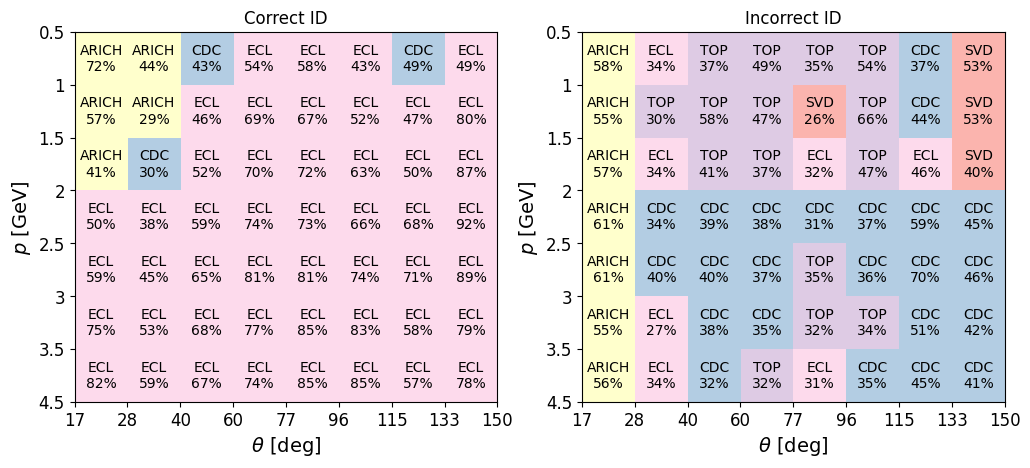 Correct ID
0.5
ARICH ARICH CDC ECL ECL ECL CDC ECL
72% 44% 43% 54% 58% 43% 49% 49%
1
ARICH ARICH ECL ECL ECL ECL ECL ECL
57% 29% 46% 69% 67% 52% 47% 80%
1.5
ARICH CDC ECL ECL ECL ECL ECL ECL
41% 30% 52% 70% 72% 63% 50% 87%
2
ECL ECL ECL ECL ECL ECL ECL ECL
50% 38% 59% 74% 73% 66% 68% 92%
2.5
ECL ECL ECL ECL ECL ECL ECL ECL
59% 45% 65% 81% 81% 74% 71% 89%
3
ECL ECL ECL ECL ECL ECL ECL ECL
75% 53% 68% 77% 85% 83% 58% 79%
3.5
ECL ECL ECL ECL ECL ECL ECL ECL
82% 59% 67% 74% 85% 85% 57% 78%
4.5
p [GeV]
17 28 40 60 77 96 115 133 150
θ [deg]
Incorrect ID
0.5
ARICH ECL TOP TOP TOP TOP CDC SVD
58% 34% 37% 49% 35% 54% 37% 53%
1
ARICH TOP TOP TOP SVD TOP CDC SVD
55% 30% 58% 47% 26% 66% 44% 53%
1.5
ARICH ECL TOP TOP ECL TOP ECL SVD
57% 34% 41% 37% 32% 47% 46% 40%
2
ARICH CDC CDC CDC CDC CDC CDC CDC
61% 34% 39% 38% 31% 37% 59% 45%
2.5
ARICH CDC CDC CDC TOP CDC CDC CDC
61% 40% 40% 37% 35% 36% 70% 46%
3
ARICH ECL CDC CDC TOP TOP CDC CDC
55% 27% 38% 35% 32% 34% 51% 42%
3.5
ARICH ECL CDC TOP ECL CDC CDC CDC
56% 34% 32% 32% 31% 35% 45% 41%
4.5
p [GeV]
17 28 40 60 77 96 115 133 150
θ [deg]